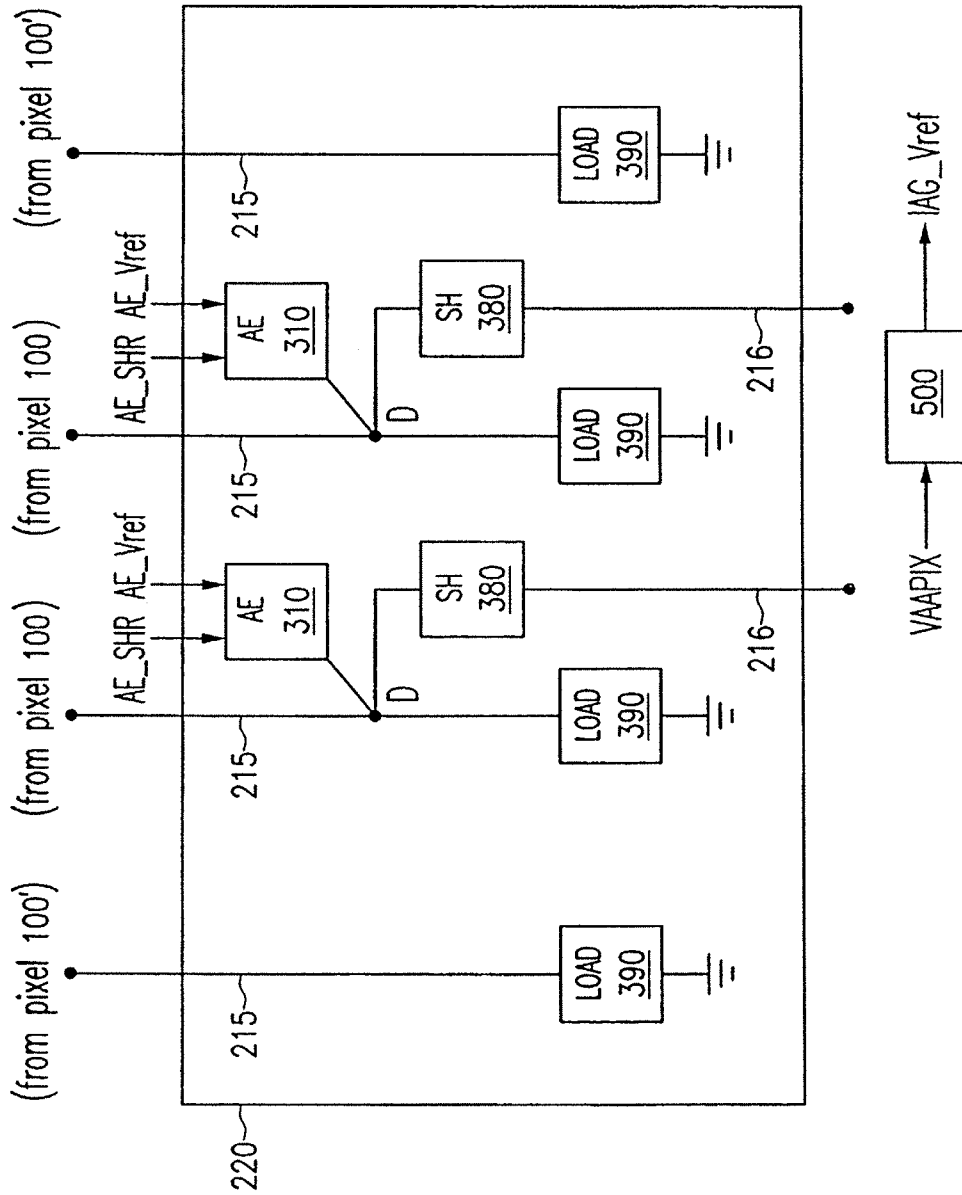 (from pixel 100')
(from pixel 100)
(from pixel 100)
(from pixel 100')
AE_SHR
AE_Vref
AE_SHR
AE_Vref
215
215
215
215
AE
310
AE
310
D
D
SH
380
SH
380
LOAD
390
LOAD
390
LOAD
390
LOAD
390
220
216
216
VAAPIX
500
IAG_Vref